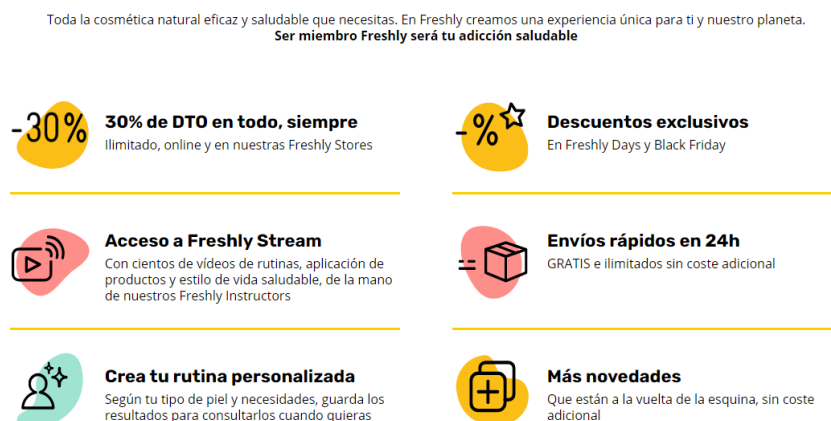 Toda la cosmética natural eficaz y saludable que necesitas. En Freshly creamos una experiencia única para ti y nuestro planeta.
Ser miembro Freshly será tu adicción saludable
-30%
30% de DTO en todo, siempre
Ilimitado, online y en nuestras Freshly Stores
-%
Descuentos exclusivos
En Freshly Days y Black Friday
Acceso a Freshly Stream
Con cientos de vídeos de rutinas, aplicación de
productos y estilo de vida saludable, de la mano
de nuestros Freshly Instructors
Envíos rápidos en 24h
GRATIS e ilimitados sin coste adicional
Crea tu rutina personalizada
Según tu tipo de piel y necesidades, guarda los
resultados para consultarlos cuando quieras
Más novedades
Que están a la vuelta de la esquina, sin coste
adicional